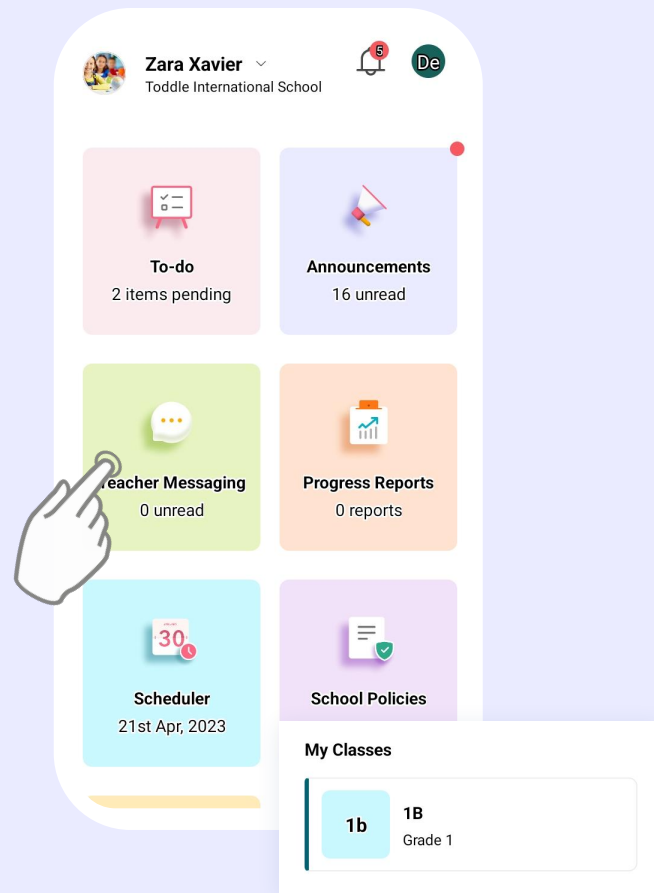 Zara Xavier
Toddle International School
5
De
To-do
2 items pending
Announcements
16 unread
Teacher Messaging
0 unread
Progress Reports
0 reports
30
Scheduler
21st Apr, 2023
School Policies
My Classes
1b
1B
Grade 1